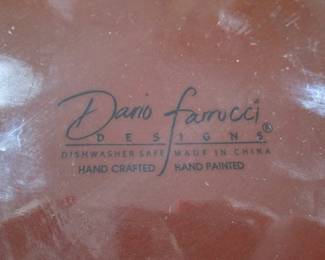 Dario farrucci
DESIGNS®
DISHWASHER SAFE MADE IN CHINA
HAND CRAFTED HAND PAINTED